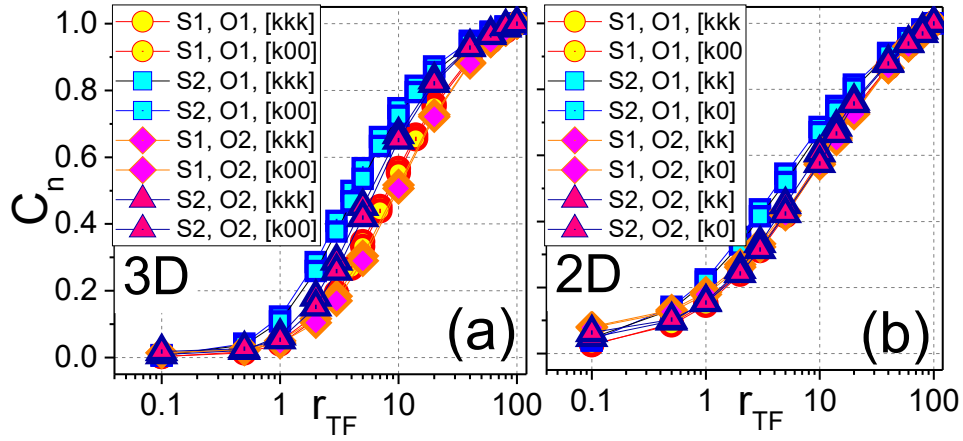 S1, O1, [kkk]
S1, O1, [k00]
S2, O1, [kkk]
S2, O1, [k00]
S1, O2, [kkk]
S1, O2, [k00]
S2, O2, [kkk]
S2, O2, [k00]
1.0
0.8
0.6
0.4
0.2
0.0
C_n
3D
(a)
0.1
1
10
100
r_TF
S1, O1, [kkk
S1, O1, [k00
S2, O1, [kk]
S2, O1, [k0]
S1, O2, [kk]
S1, O2, [k0]
S2, O2, [kk]
S2, O2, [k0]
2D
(b)
0.1
1
10
100
r_TF